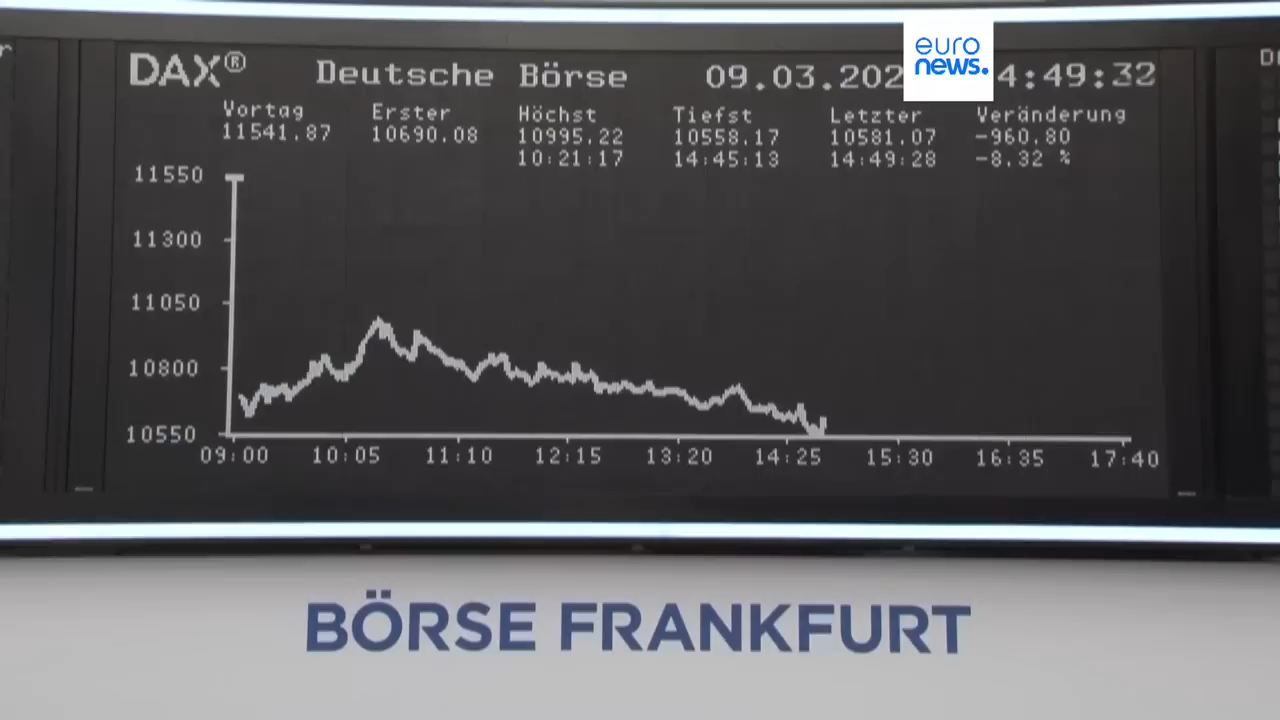 euro
news.
DAX® Deutsche Börse 09.03.202 4:49:32
Vortag Erster Höchst Tiefst Letzter Veränderung
11541.87 10690.08 10995.22 10558.17 10581.07 -960.80
10:21:17 14:45:13 14:49:28 -8.32 %
11550
11300
11050
10800
10550
09:00 10:05 11:10 12:15 13:20 14:25 15:30 16:35 17:40
BÖRSE FRANKFURT